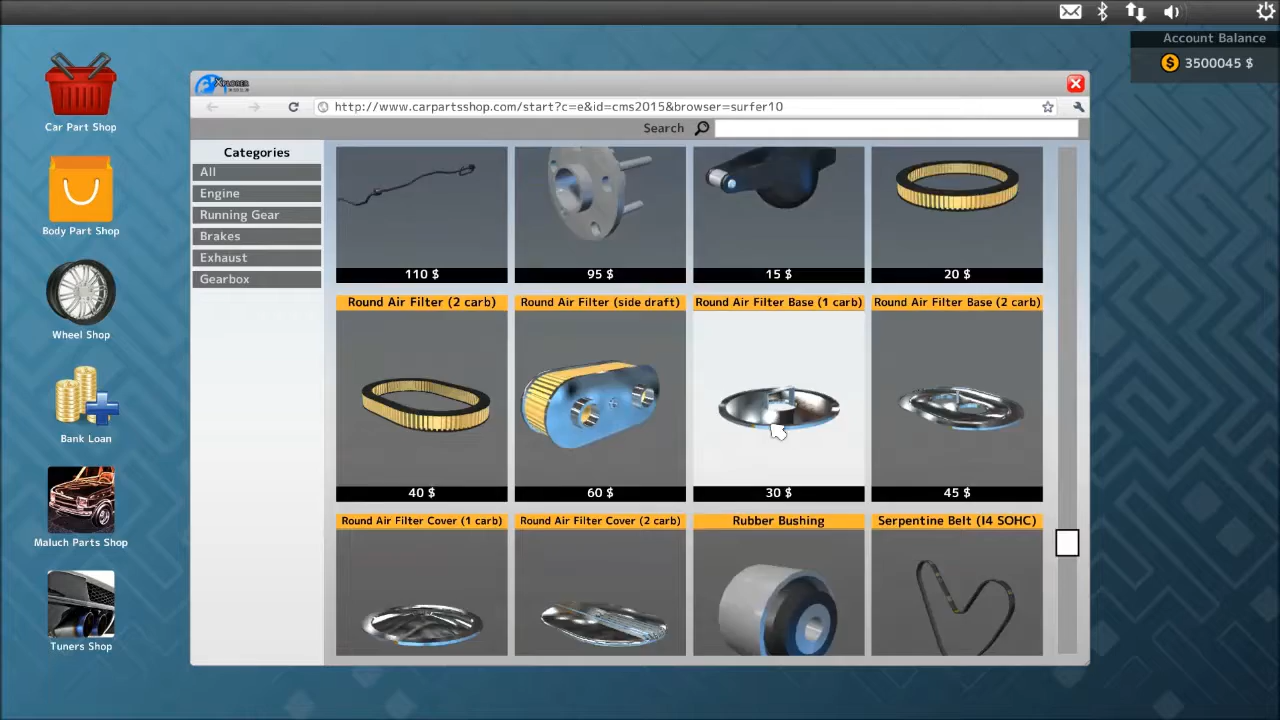 Account Balance
$ 3500045 $
Car Part Shop
Body Part Shop
Wheel Shop
Bank Loan
Maluch Parts Shop
Tuners Shop
XPLORER
http://www.carpartsshop.com/start?c=e&id=cms2015&browser=surfer10
Search
Categories
All
Engine
Running Gear
Brakes
Exhaust
Gearbox
110 $
95 $
15 $
20 $
Round Air Filter (2 carb)
Round Air Filter (side draft)
Round Air Filter Base (1 carb)
Round Air Filter Base (2 carb)
40 $
60 $
30 $
45 $
Round Air Filter Cover (1 carb)
Round Air Filter Cover (2 carb)
Rubber Bushing
Serpentine Belt (I4 SOHC)